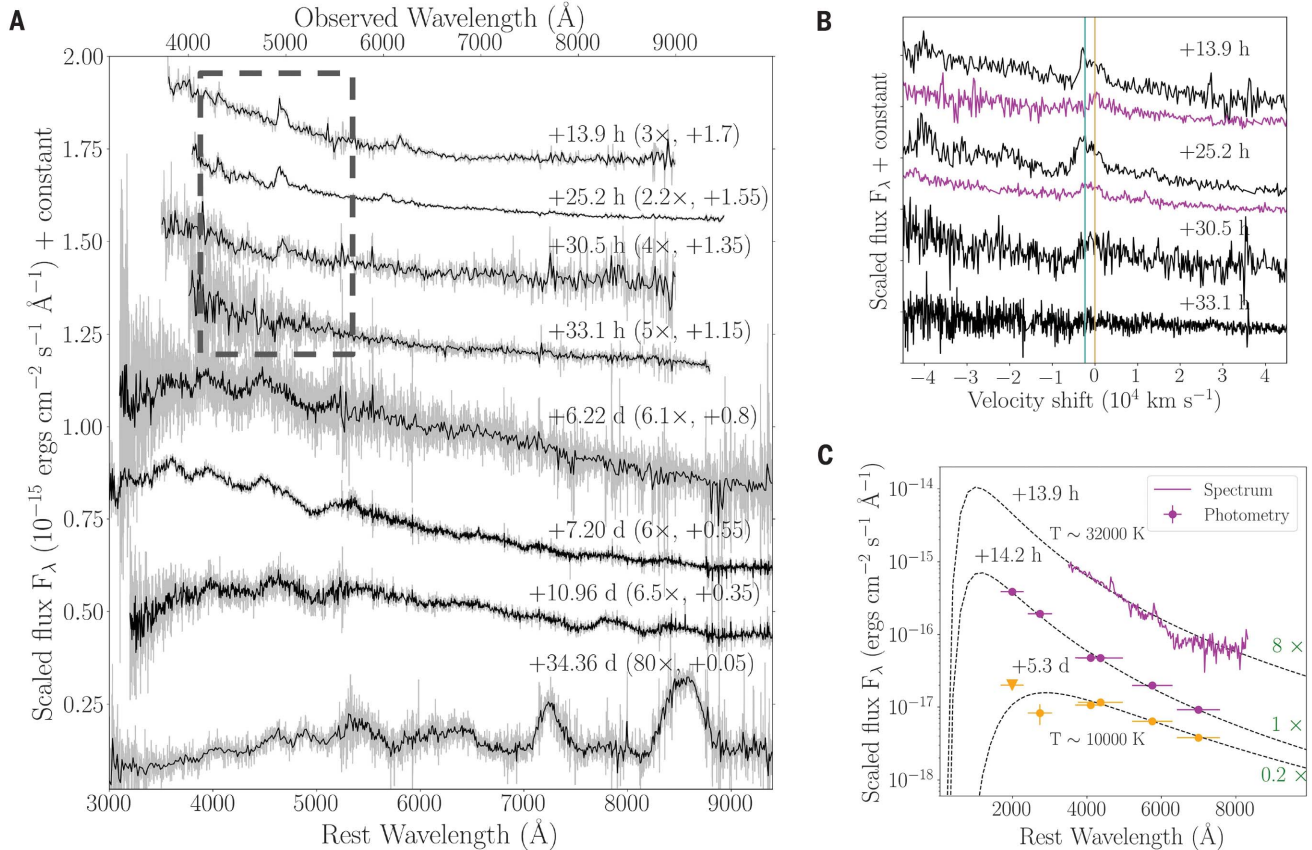 A
Observed Wavelength (Å)
4000 5000 6000 7000 8000 9000
Scaled flux F_λ (10⁻¹⁵ ergs cm⁻² s⁻¹ Å⁻¹) + constant
2.00
1.75
1.50
1.25
1.00
0.75
0.50
0.25
+13.9 h (3×, +1.7)
+25.2 h (2.2×, +1.55)
+30.5 h (4×, +1.35)
+33.1 h (5×, +1.15)
+6.22 d (6.1×, +0.8)
+7.20 d (6×, +0.55)
+10.96 d (6.5×, +0.35)
+34.36 d (80×, +0.05)
3000 4000 5000 6000 7000 8000 9000
Rest Wavelength (Å)
B
Scaled flux F_λ + constant
+13.9 h
+25.2 h
+30.5 h
+33.1 h
−4 −3 −2 −1 0 1 2 3 4
Velocity shift (10⁴ km s⁻¹)
C
Scaled flux F_λ (ergs cm⁻² s⁻¹ Å⁻¹)
10⁻¹⁴
10⁻¹⁵
10⁻¹⁶
10⁻¹⁷
10⁻¹⁸
Spectrum
Photometry
+13.9 h
T ∼ 32000 K
+14.2 h
+5.3 d
T ∼ 10000 K
8 ×
1 ×
0.2 ×
2000 4000 6000 8000
Rest Wavelength (Å)